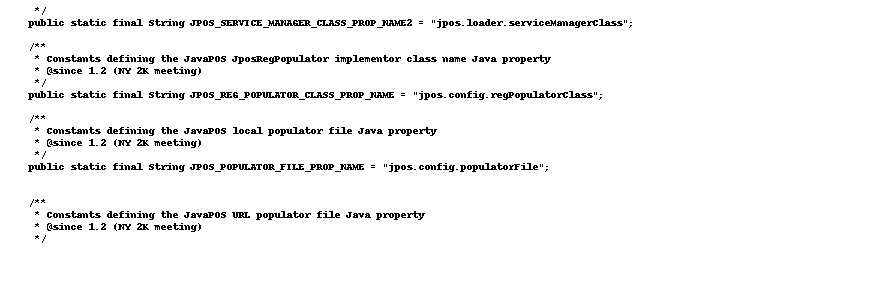 */
public static final String JPOS_SERVICE_MANAGER_CLASS_PROP_NAME2 = "jpos.loader.serviceManagerClass";
/**
 * Constants defining the JavaPOS JposRegPopulator implementor class name Java property
 * @since 1.2 (NY 2K meeting)
 */
public static final String JPOS_REG_POPULATOR_CLASS_PROP_NAME = "jpos.config.regPopulatorClass";
/**
 * Constants defining the JavaPOS local populator file Java property
 * @since 1.2 (NY 2K meeting)
 */
public static final String JPOS_POPULATOR_FILE_PROP_NAME = "jpos.config.populatorFile";
/**
 * Constants defining the JavaPOS URL populator file Java property
 * @since 1.2 (NY 2K meeting)
 */